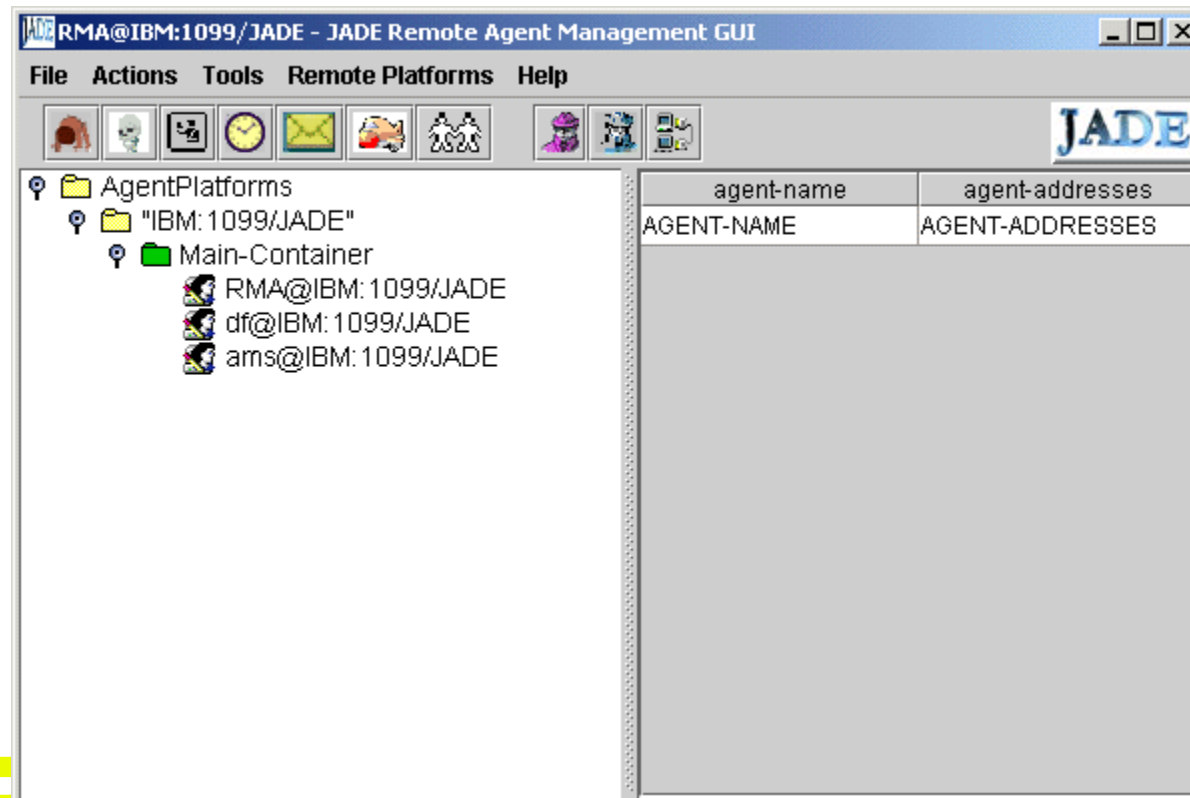 RMA@IBM:1099/JADE - JADE Remote Agent Management GUI
File Actions Tools Remote Platforms Help
JADE
AgentPlatforms
"IBM:1099/JADE"
Main-Container
RMA@IBM:1099/JADE
df@IBM:1099/JADE
ams@IBM:1099/JADE
agent-name agent-addresses
AGENT-NAME AGENT-ADDRESSES